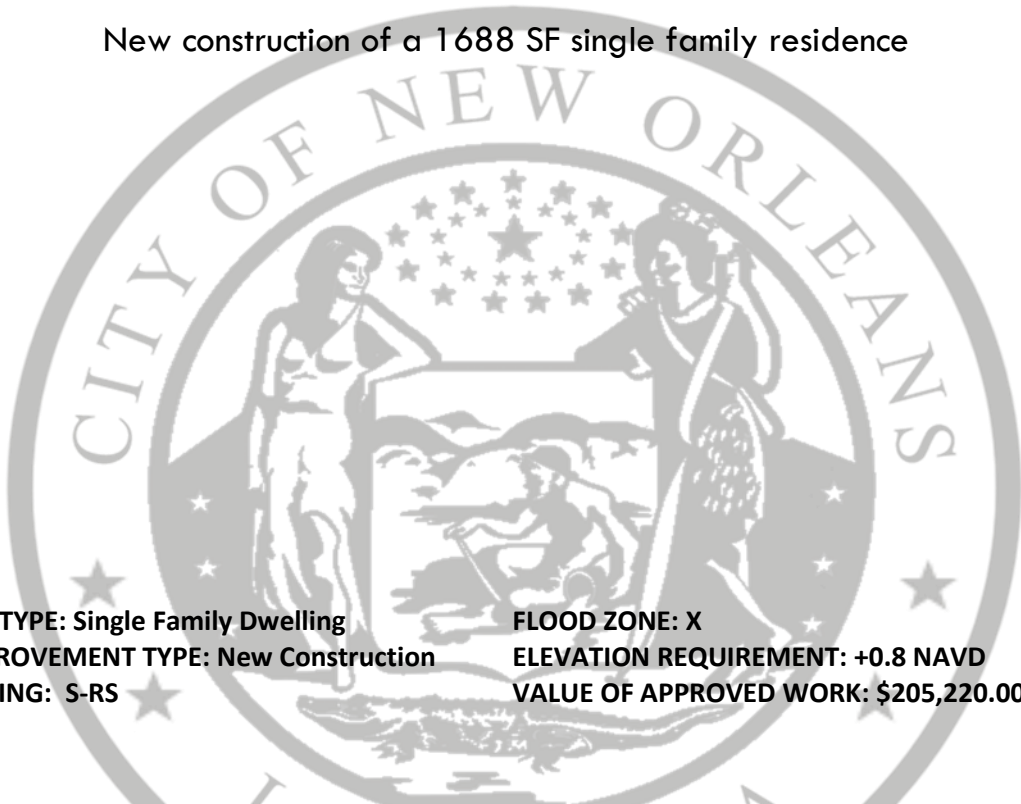 New construction of a 1688 SF single family residence
CITY OF NEW ORLEANS
TYPE: Single Family Dwelling
FLOOD ZONE: X
ROVEMENT TYPE: New Construction
ELEVATION REQUIREMENT: +0.8 NAVD
ING: S-RS
VALUE OF APPROVED WORK: $205,220.00